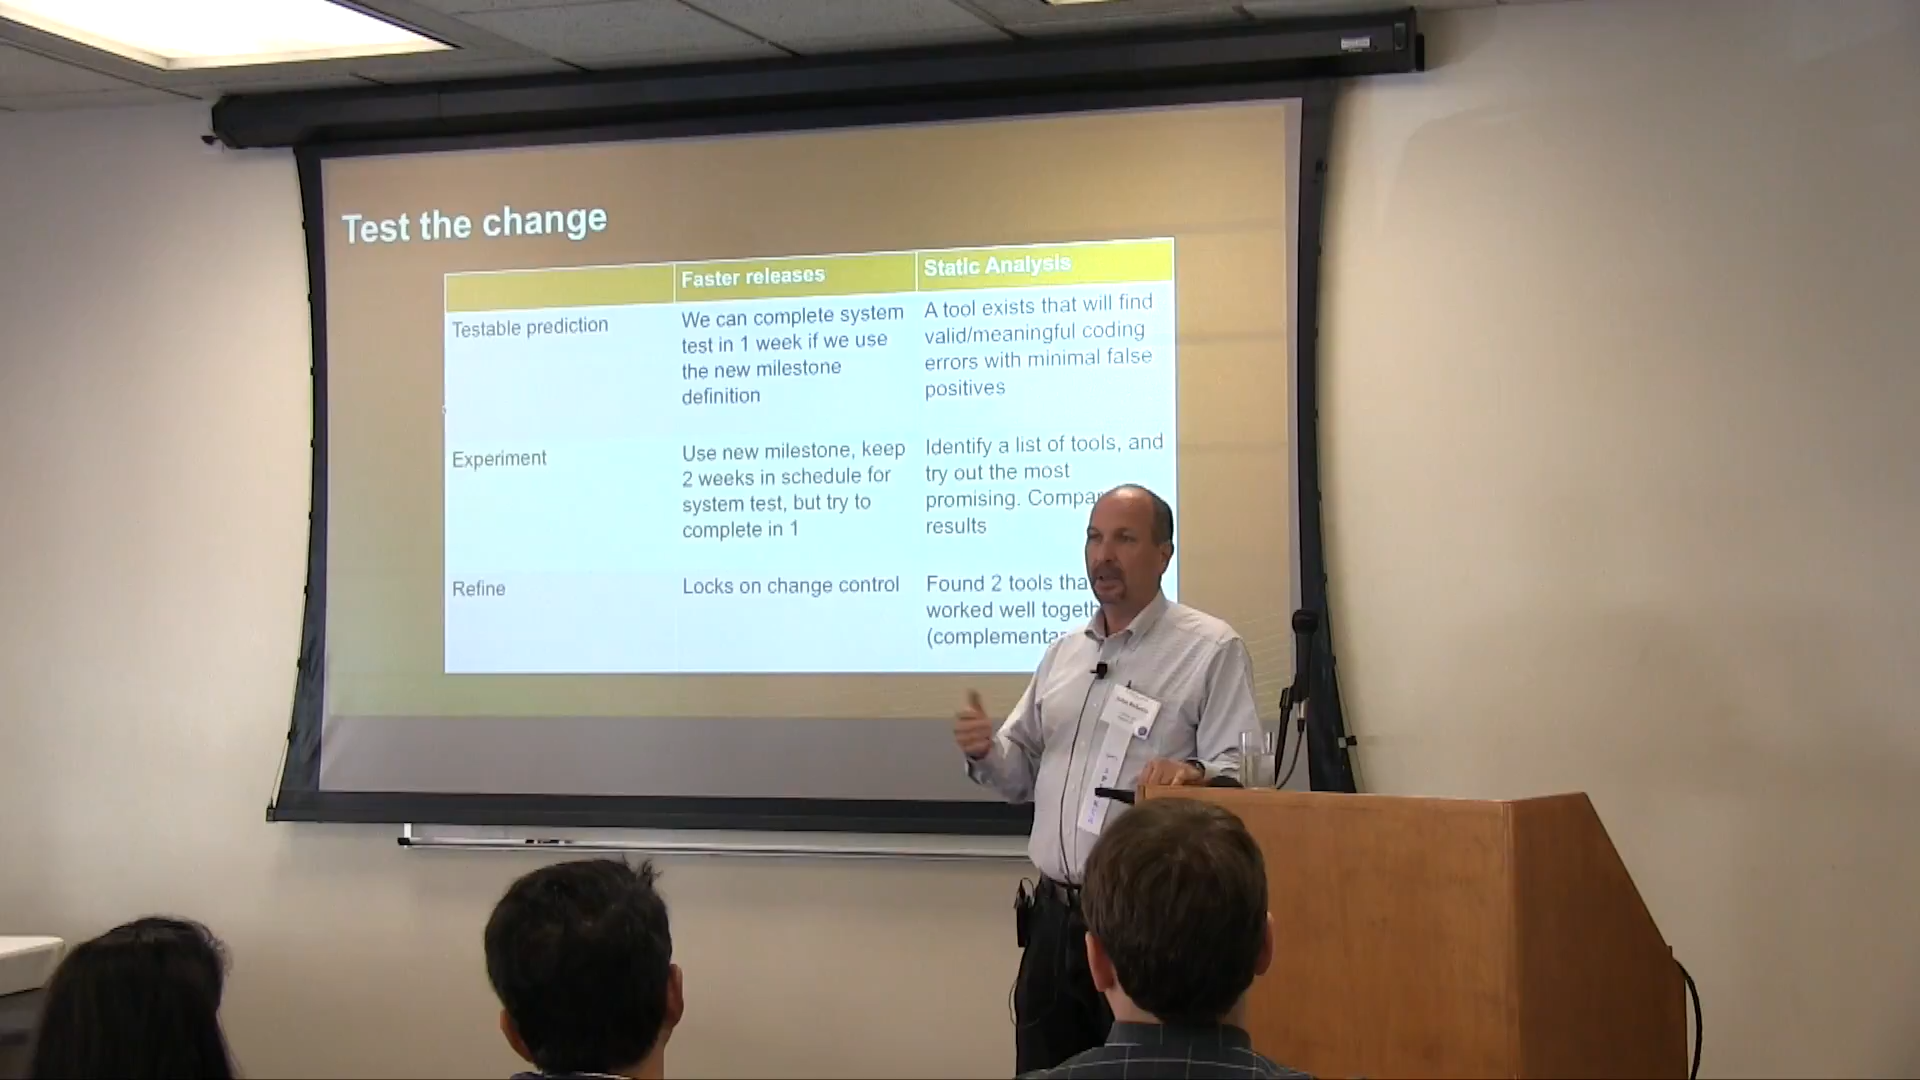 Test the change
Faster releases
Static Analysis
Testable prediction
We can complete system
test in 1 week if we use
the new milestone
definition
A tool exists that will find
valid/meaningful coding
errors with minimal false
positives
Experiment
Use new milestone, keep
2 weeks in schedule for
system test, but try to
complete in 1
Identify a list of tools, and
try out the most
promising.
results
Refine
Locks on change control
Found 2 tools
worked well